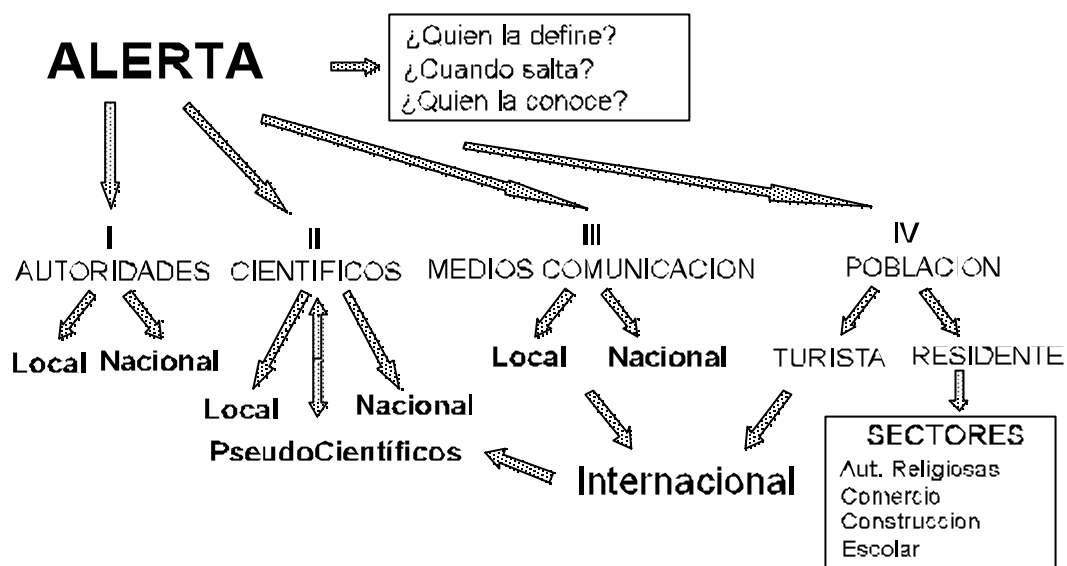 ALERTA
¿Quien la define?
¿Cuando salta?
¿Quien la conoce?
I II III IV
AUTORIDADES CIENTIFICOS MEDIOS COMUNICACION POBLACION
Local Nacional Local Nacional TURISTA RESIDENTE
Local Nacional
PseudoCientíficos
Internacional
SECTORES
Aut. Religiosas
Comercio
Construccion
Escolar